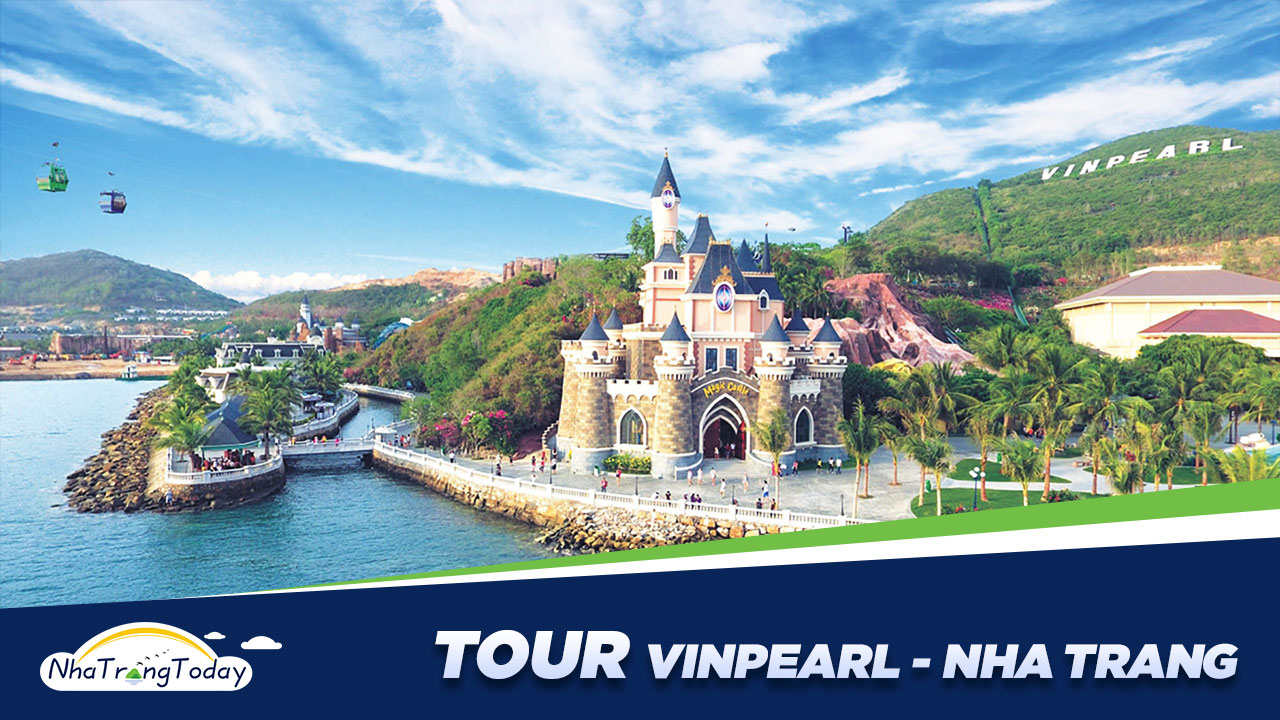 VINPEARL
Magic Castle
NhaTrangToday
TOUR VINPEARL - NHA TRANG